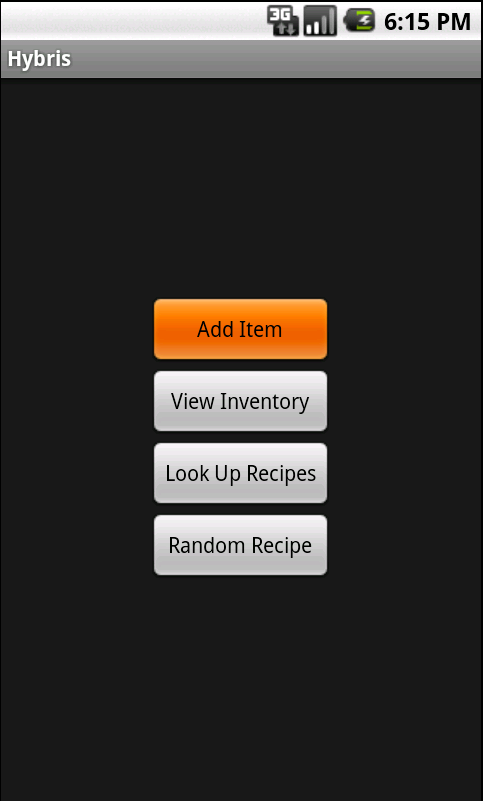 3G 6:15 PM
Hybris
Add Item
View Inventory
Look Up Recipes
Random Recipe